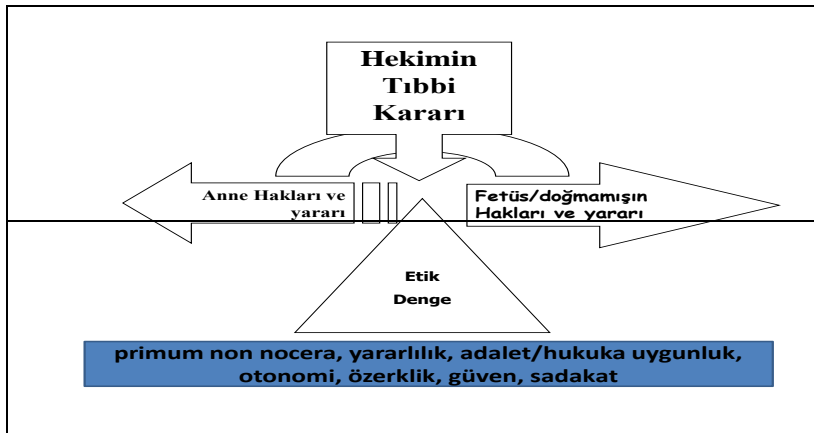 Hekimin
Tıbbi
Kararı
Anne Hakları ve
yararı
Fetüs/doğmamışın
Hakları ve yararı
Etik
Denge
primum non nocera, yararlılık, adalet/hukuka uygunluk,
otonomi, özerklik, güven, sadakat